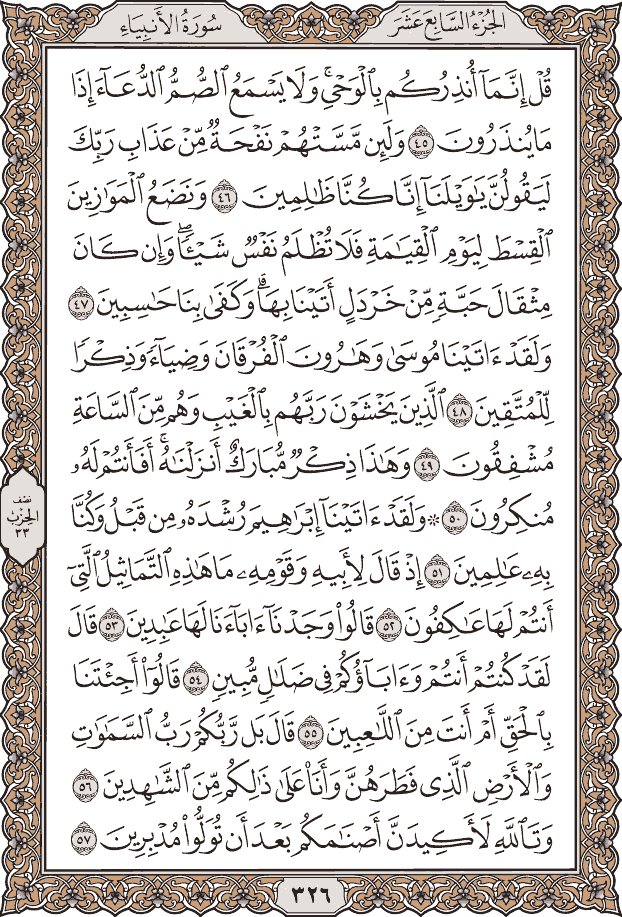 الجُزْءُ السَّابِعَ عَشَرَ
سُورَةُ الأَنبِيَاءِ
قُلْ إِنَّمَآ أُنذِرُكُم بِٱلْوَحْىِۚ وَلَا يَسْمَعُ ٱلصُّمُّ ٱلدُّعَآءَ إِذَا
مَا يُنذَرُونَ ٤٥ وَلَئِن مَّسَّتْهُمْ نَفْحَةٌ مِّنْ عَذَابِ رَبِّكَ
لَيَقُولُنَّ يَٰوَيْلَنَآ إِنَّا كُنَّا ظَٰلِمِينَ ٤٦ وَنَضَعُ ٱلْمَوَٰزِينَ
ٱلْقِسْطَ لِيَوْمِ ٱلْقِيَٰمَةِ فَلَا تُظْلَمُ نَفْسٌ شَيْـًٔاۖ وَإِن كَانَ
مِثْقَالَ حَبَّةٍ مِّنْ خَرْدَلٍ أَتَيْنَا بِهَاۗ وَكَفَىٰ بِنَا حَٰسِبِينَ ٤٧
وَلَقَدْ ءَاتَيْنَا مُوسَىٰ وَهَٰرُونَ ٱلْفُرْقَانَ وَضِيَآءً وَذِكْرًا
لِّلْمُتَّقِينَ ٤٨ ٱلَّذِينَ يَخْشَوْنَ رَبَّهُم بِٱلْغَيْبِ وَهُم مِّنَ ٱلسَّاعَةِ
مُشْفِقُونَ ٤٩ وَهَٰذَا ذِكْرٌ مُّبَارَكٌ أَنزَلْنَٰهُۚ أَفَأَنتُمْ لَهُۥ
مُنكِرُونَ ٥٠ ۞ وَلَقَدْ ءَاتَيْنَآ إِبْرَٰهِيمَ رُشْدَهُۥ مِن قَبْلُ وَكُنَّا
بِهِۦ عَٰلِمِينَ ٥١ إِذْ قَالَ لِأَبِيهِ وَقَوْمِهِۦ مَا هَٰذِهِ ٱلتَّمَاثِيلُ ٱلَّتِىٓ
أَنتُمْ لَهَا عَٰكِفُونَ ٥٢ قَالُوا۟ وَجَدْنَآ ءَابَآءَنَا لَهَا عَٰبِدِينَ ٥٣ قَالَ
لَقَدْ كُنتُمْ أَنتُمْ وَءَابَآؤُكُمْ فِى ضَلَٰلٍ مُّبِينٍ ٥٤ قَالُوٓا۟ أَجِئْتَنَا
بِٱلْحَقِّ أَمْ أَنتَ مِنَ ٱللَّٰعِبِينَ ٥٥ قَالَ بَل رَّبُّكُمْ رَبُّ ٱلسَّمَٰوَٰتِ
وَٱلْأَرْضِ ٱلَّذِى فَطَرَهُنَّ وَأَنَا۠ عَلَىٰ ذَٰلِكُم مِّنَ ٱلشَّٰهِدِينَ ٥٦
وَتَٱللَّهِ لَأَكِيدَنَّ أَصْنَٰمَكُم بَعْدَ أَن تُوَلُّوا۟ مُدْبِرِينَ ٥٧
نصف
الحِزْب
٣٣
٣٢٦